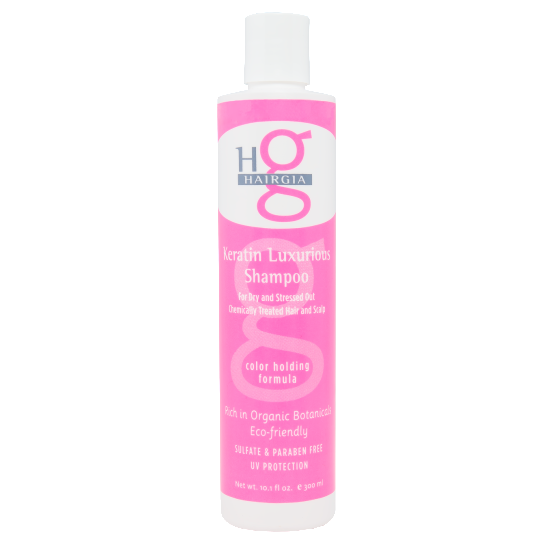 Hg
HAIRGIA
Keratin Luxurious
Shampoo
For Dry and Stressed Out
Chemically Treated Hair and Scalp
color holding
formula
Rich in Organic Botanicals
Eco-friendly
SULFATE & PARABEN FREE
UV PROTECTION
Net wt. 10.1 fl oz. e 300 ml